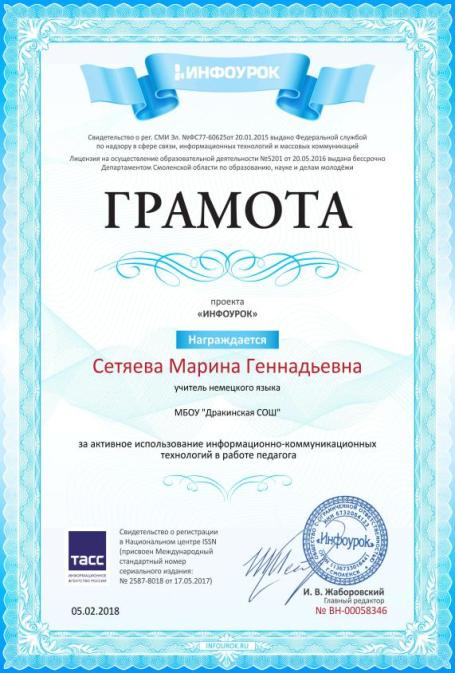 ИНФОУРОК
Свидетельство о рег. СМИ Эл. №ФС77-60625от 20.01.2015 выдано Федеральной службой
по надзору в сфере связи, информационных технологий и массовых коммуникаций
Лицензия на осуществление образовательной деятельности №5201 от 20.05.2016 выдана бессрочно
Департаментом Смоленской области по образованию, науке и делам молодёжи
ГРАМОТА
проекта
«ИНФОУРОК»
Награждается
Сетяева Марина Геннадьевна
учитель немецкого языка
МБОУ "Дракинская СОШ"
за активное использование информационно-коммуникационных
технологий в работе педагога
ТАСС
ИНФОРМАЦИОННОЕ
АГЕНТСТВО РОССИИ
Свидетельство о регистрации
в Национальном центре ISSN
(присвоен Международный
стандартный номер
сериального издания:
№ 2587-8018 от 17.05.2017)
«Инфоурок»
СМОЛЕНСК
И. В. Жаборовский
Главный редактор
05.02.2018
№ ВН-00058346
INFOUROK.RU